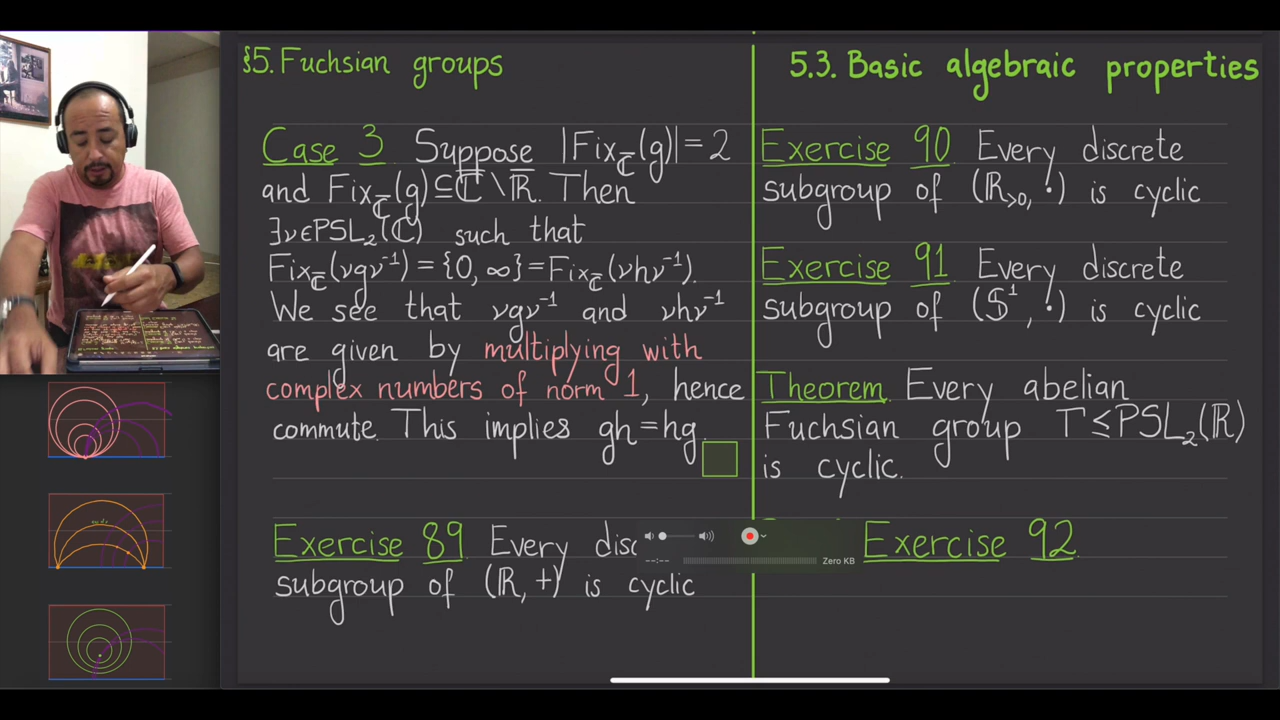 §5. Fuchsian groups
Case 3 Suppose |Fix_ℂ̅(g)| = 2
and Fix_ℂ̅(g) ⊆ ℂ̅ \ ℝ̅. Then
∃ν∈PSL₂(ℂ) such that
Fix_ℂ̅(νgν⁻¹) = {0, ∞} = Fix_ℂ̅(νhν⁻¹).
We see that νgν⁻¹ and νhν⁻¹
are given by multiplying with
complex numbers of norm 1, hence
commute. This implies gh = hg.
Exercise 89 Every disc
subgroup of (ℝ, +) is cyclic
5.3. Basic algebraic properties
Exercise 90 Every discrete
subgroup of (ℝ>0, ·) is cyclic
Exercise 91 Every discrete
subgroup of (𝕊¹, ·) is cyclic
Theorem Every abelian
Fuchsian group Γ ≤ PSL₂(ℝ)
is cyclic.
Exercise 92
--:--
Zero KB